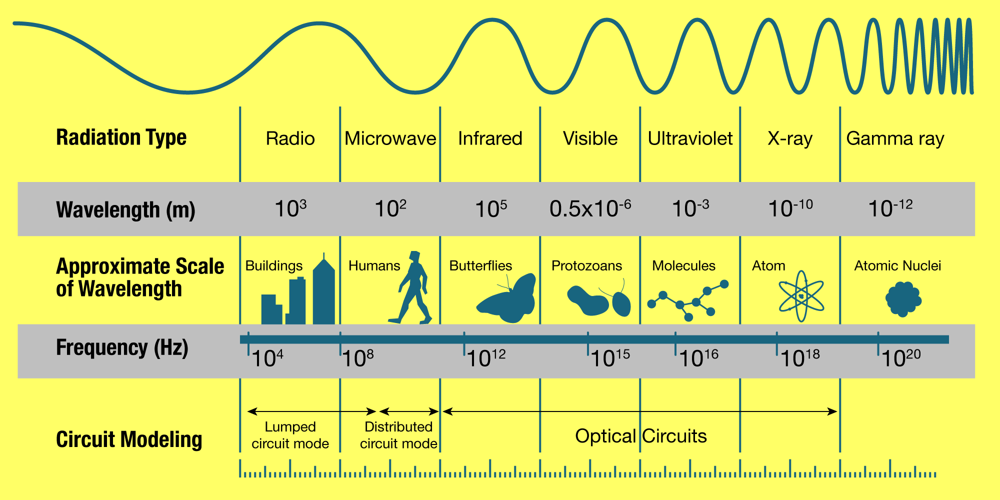 Radiation Type Radio Microwave Infrared Visible Ultraviolet X-ray Gamma ray
Wavelength (m) 10³ 10² 10⁵ 0.5x10⁻⁶ 10⁻³ 10⁻¹⁰ 10⁻¹²
Approximate Scale
of Wavelength
Buildings Humans Butterflies Protozoans Molecules Atom Atomic Nuclei
Frequency (Hz) 10⁴ 10⁸ 10¹² 10¹⁵ 10¹⁶ 10¹⁸ 10²⁰
Circuit Modeling
Lumped
circuit mode
Distributed
circuit mode
Optical Circuits